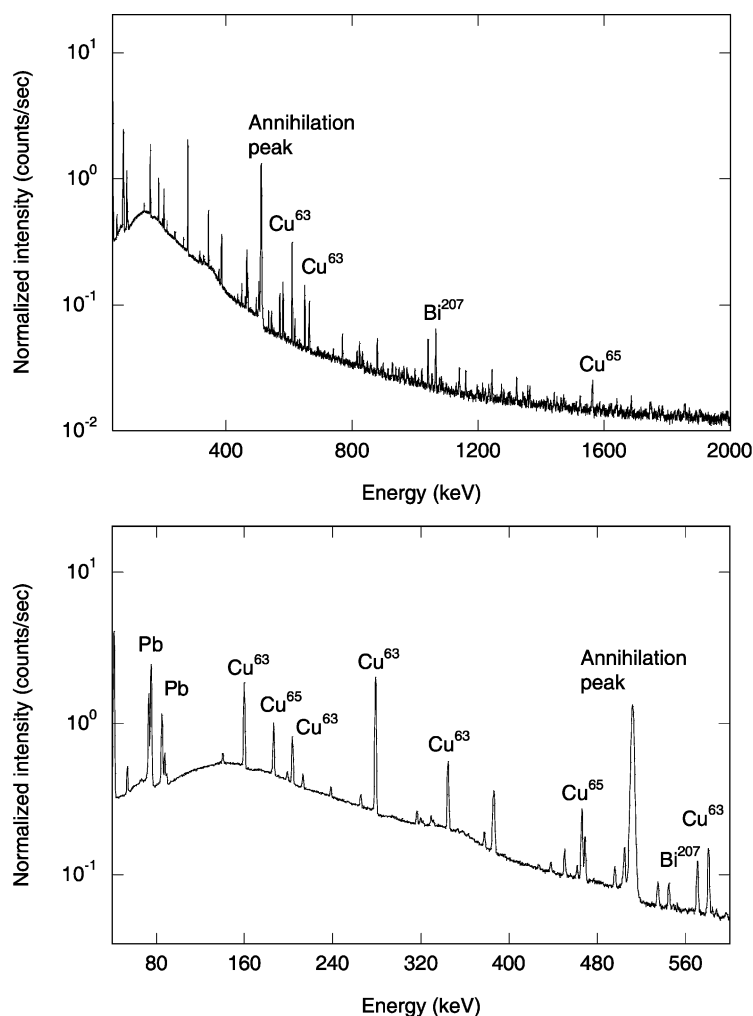 10¹
Normalized intensity (counts/sec)
Annihilation
peak
10⁰
Cu⁶³
Cu⁶³
10⁻¹
Bi²⁰⁷
Cu⁶⁵
10⁻²
400 800 1200 1600 2000
Energy (keV)
10¹
Normalized intensity (counts/sec)
Pb
Pb
Cu⁶³
Cu⁶⁵
Cu⁶³
Cu⁶³
Annihilation
peak
10⁰
Cu⁶³
Cu⁶⁵
Cu⁶³
Bi²⁰⁷
10⁻¹
80 160 240 320 400 480 560
Energy (keV)